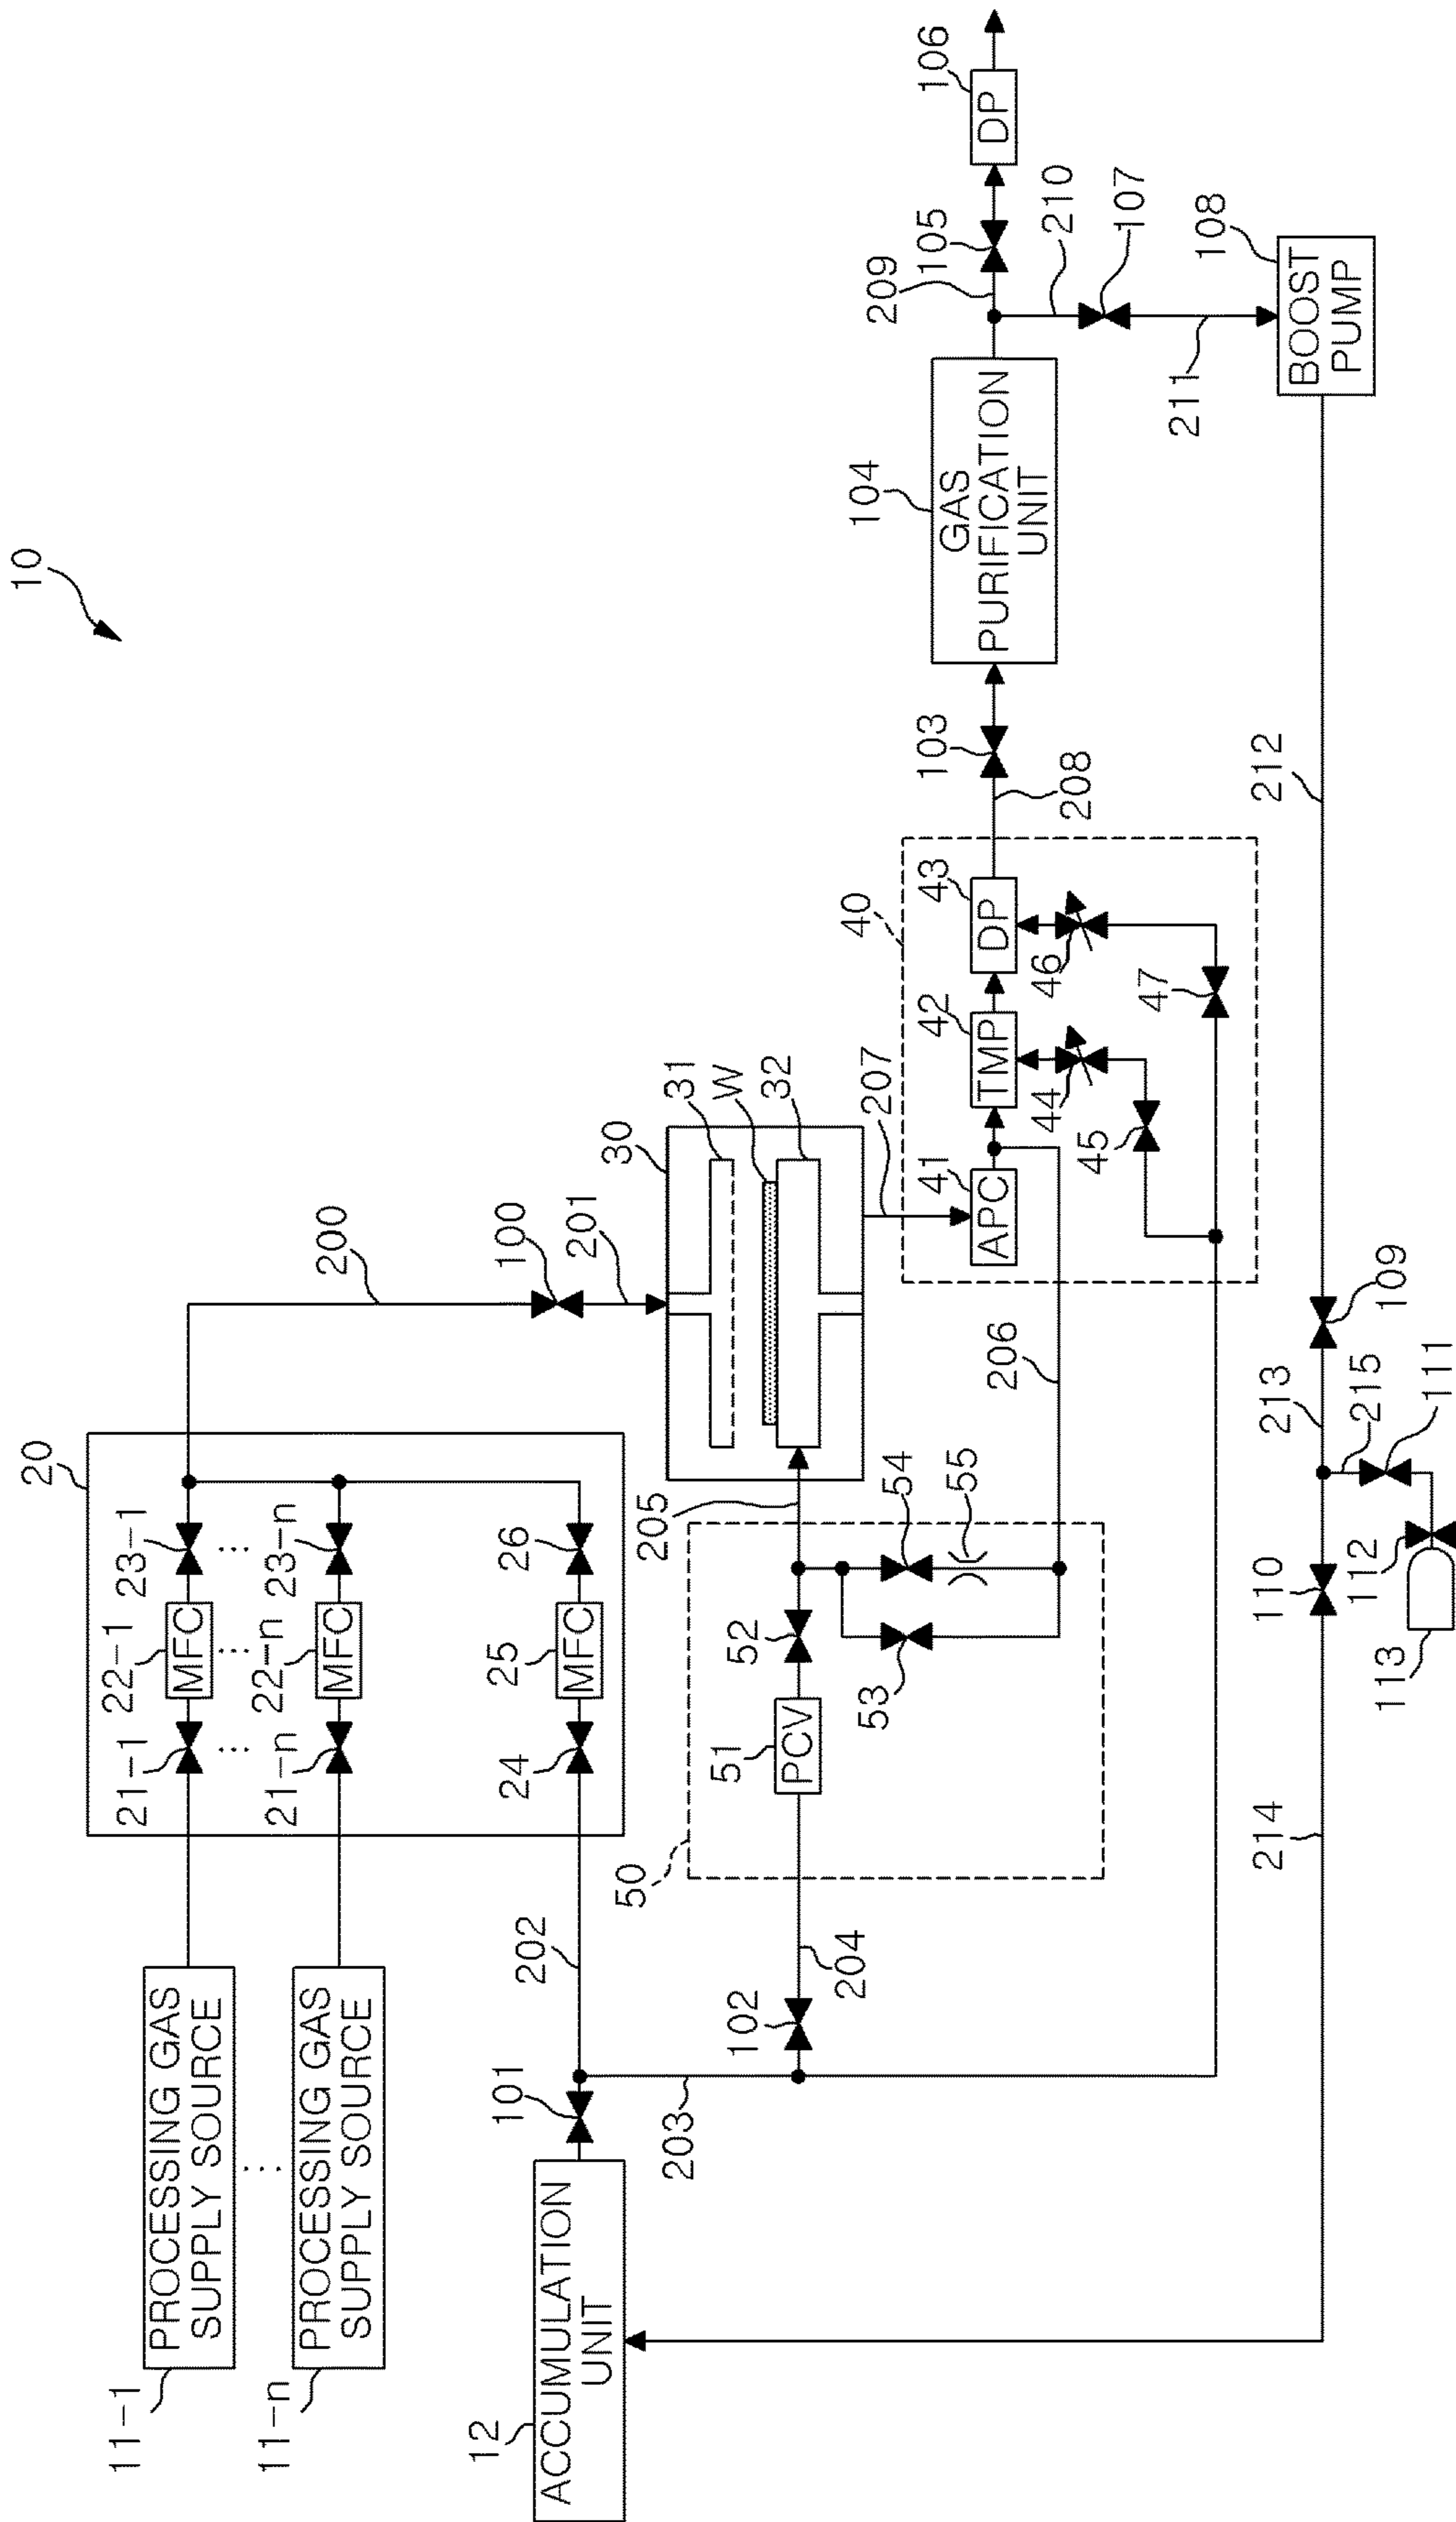 10
11-1
PROCESSING GAS
SUPPLY SOURCE
...
11-n
PROCESSING GAS
SUPPLY SOURCE
20
21-1
22-1
MFC
23-1
...
...
...
21-n
22-n
MFC
23-n
24
25
MFC
26
200
100
201
12
ACCUMULATION
UNIT
101
202
203
102
204
50
51
PCV
52
53
54
55
205
206
30
31
W
32
207
40
41
APC
42
TMP
43
DP
44
45
46
47
208
103
104
GAS
PURIFICATION
UNIT
209
105
106
DP
210
107
211
108
BOOST
PUMP
212
109
213
215
111
112
113
110
214